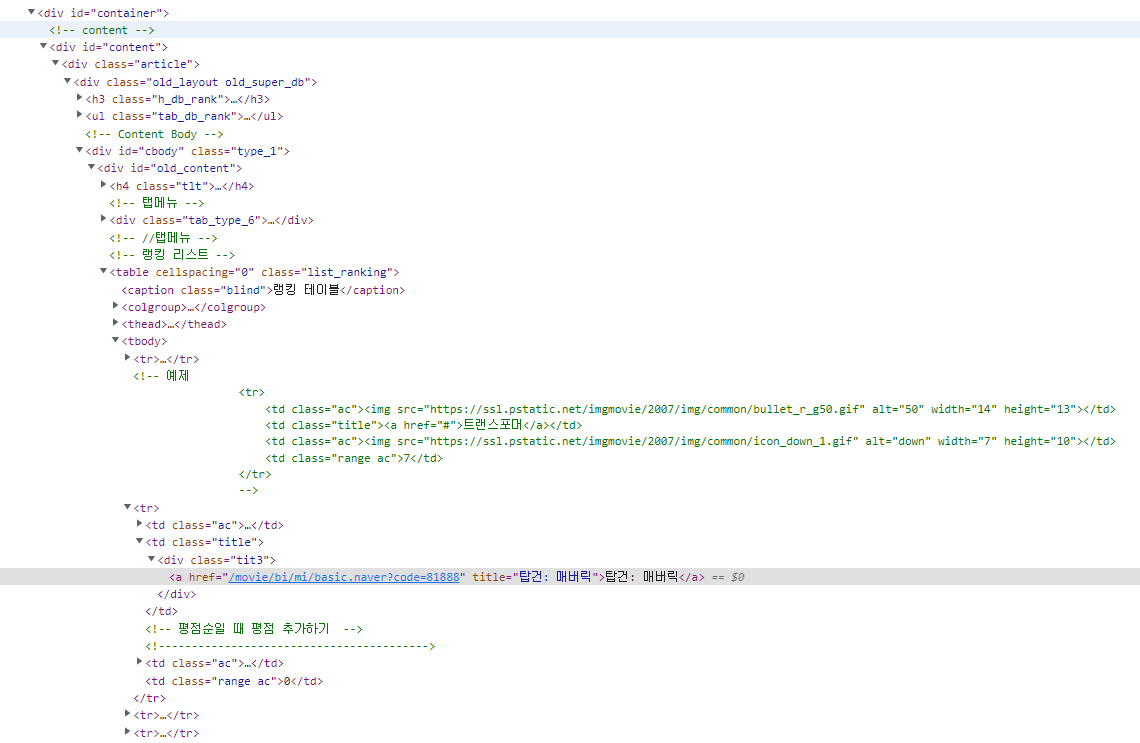 <div id="container">
<!-- content -->
<div id="content">
<div class="article">
<div class="old_layout old_super_db">
<h3 class="h_db_rank">…</h3>
<ul class="tab_db_rank">…</ul>
<!-- Content Body -->
<div id="cbody" class="type_1">
<div id="old_content">
<h4 class="tlt">…</h4>
<!-- 탭메뉴 -->
<div class="tab_type_6">…</div>
<!-- //탭메뉴 -->
<!-- 랭킹 리스트 -->
<table cellspacing="0" class="list_ranking">
<caption class="blind">랭킹 테이블</caption>
<colgroup>…</colgroup>
<thead>…</thead>
<tbody>
<tr>…</tr>
<!-- 예제
<tr>
<td class="ac"><img src="https://ssl.pstatic.net/imgmovie/2007/img/common/bullet_r_g50.gif" alt="50" width="14" height="13"></td>
<td class="title"><a href="#">트랜스포머</a></td>
<td class="ac"><img src="https://ssl.pstatic.net/imgmovie/2007/img/common/icon_down_1.gif" alt="down" width="7" height="10"></td>
<td class="range ac">7</td>
</tr>
-->
<tr>
<td class="ac">…</td>
<td class="title">
<div class="tit3">
<a href="/movie/bi/mi/basic.naver?code=81888" title="탑건: 매버릭">탑건: 매버릭</a> == $0
</div>
</td>
<!-- 평점순일 때 평점 추가하기  -->
<!----------------------------------------->
<td class="ac">…</td>
<td class="range ac">0</td>
</tr>
<tr>…</tr>
<tr>…</tr>